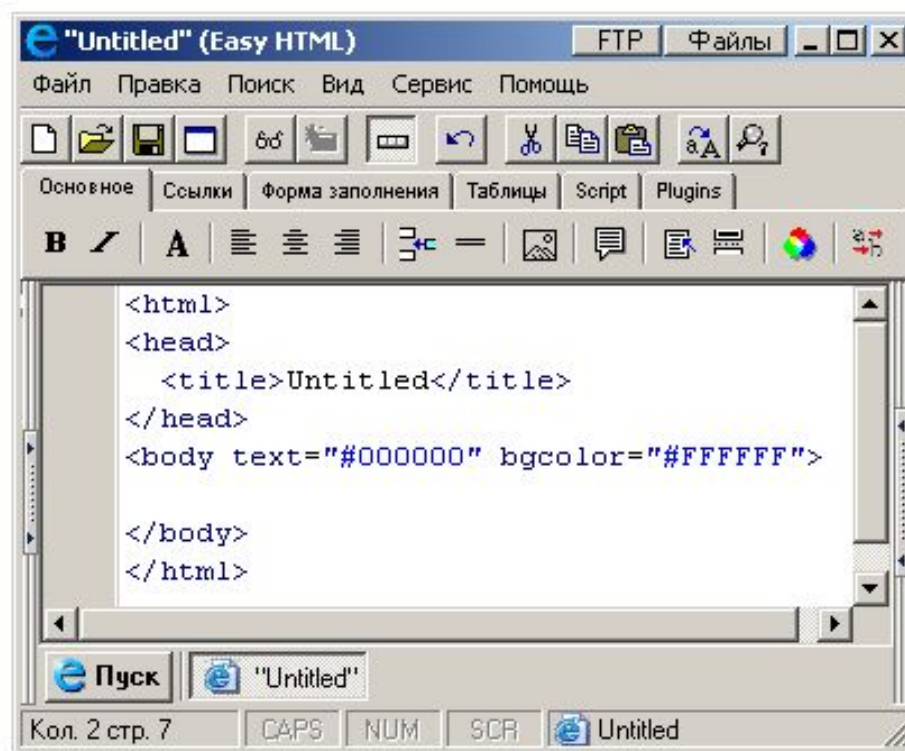 "Untitled" (Easy HTML) FTP Файлы
Файл Правка Поиск Вид Сервис Помощь
Основное Ссылки Форма заполнения Таблицы Script Plugins
B I A
<html>
<head>
<title>Untitled</title>
</head>
<body text="#000000" bgcolor="#FFFFFF">
</body>
</html>
Пуск "Untitled"
Кол. 2 стр. 7 CAPS NUM SCR Untitled